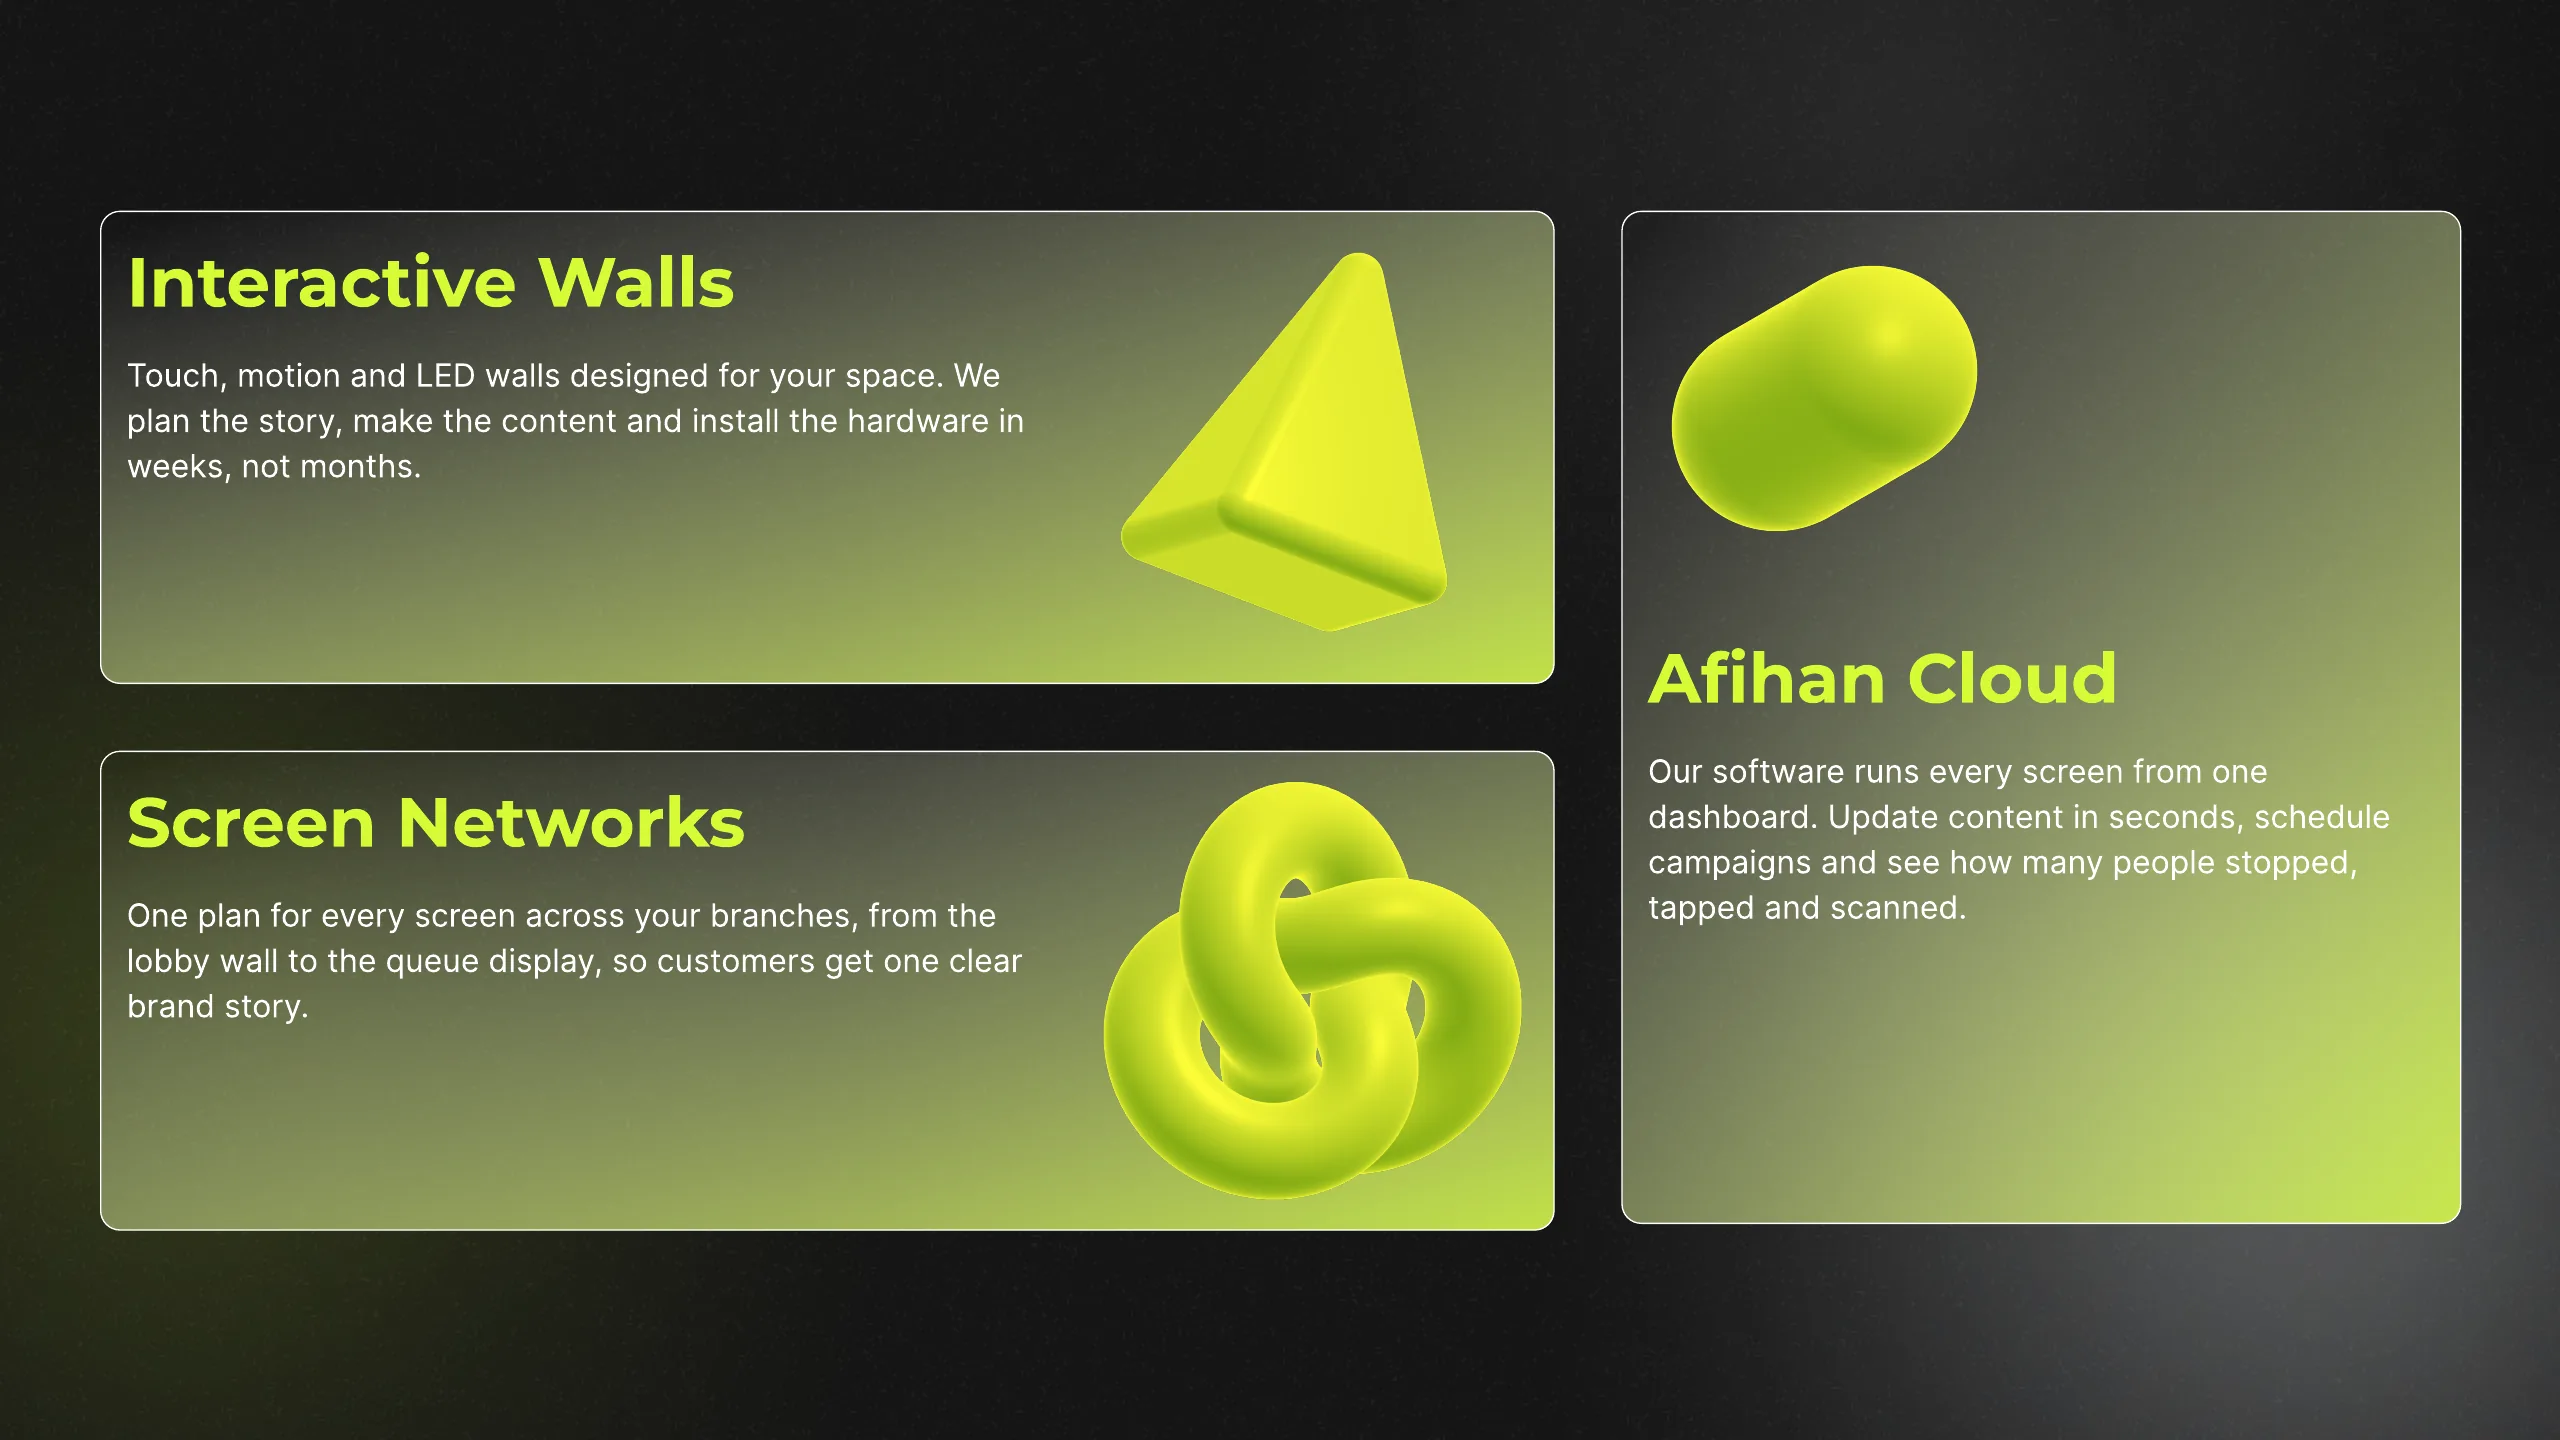 Interactive Walls
Touch, motion and LED walls designed for your space. We
plan the story, make the content and install the hardware in
weeks, not months.
Screen Networks
One plan for every screen across your branches, from the
lobby wall to the queue display, so customers get one clear
brand story.
Afihan Cloud
Our software runs every screen from one
dashboard. Update content in seconds, schedule
campaigns and see how many people stopped,
tapped and scanned.